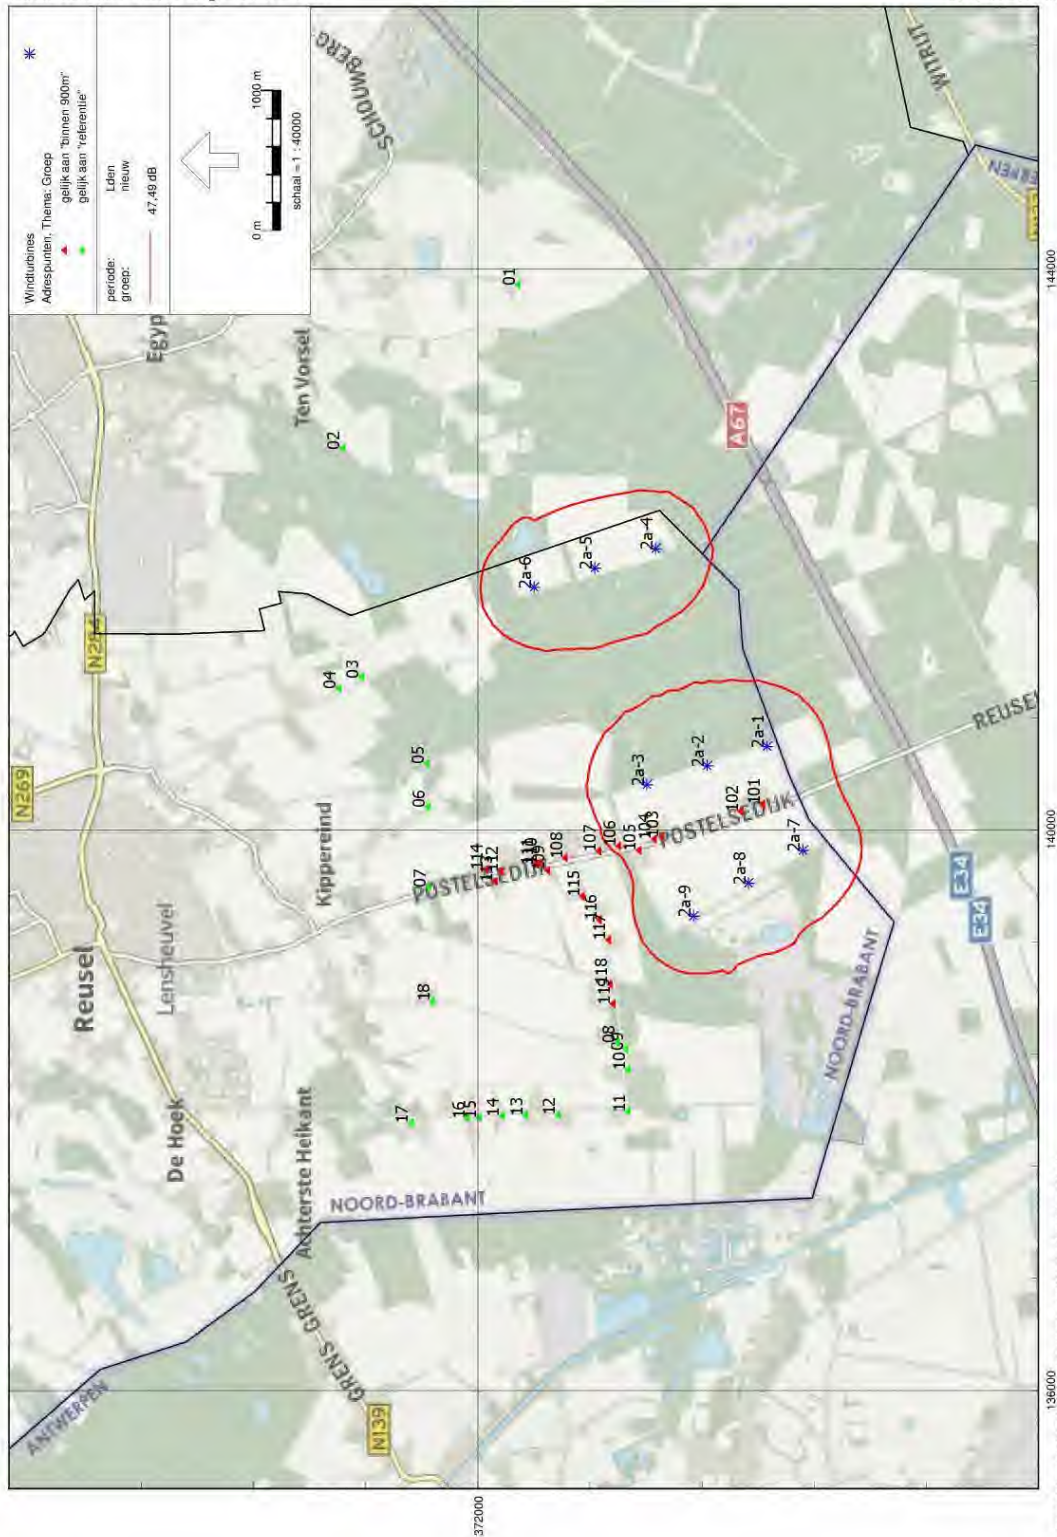 Windturbines
Adrespunten, Thema: Groep
gelijk aan "binnen 900m"
gelijk aan "referentie"
periode: Lden
groep: nieuw
47,49 dB
0 m 1000 m
schaal = 1 : 40000
ANTWERPEN
GRENS
GRENS
N139
NOORD-BRABANT
De Hoek
Achterste Heikant
Reusel
Lensheuvel
N269
N284
Kippereind
POSTELSEDIJK
POSTELSEDIJK
REUSEL
Ten Vorsel
SCHOUWBERG
WITRIJT
A67
E34
E34
NOORD-BRABANT
01
02
03
04
05
06
07
08
09
10
11
12
13
14
15
16
17
18
101
102
103
104
105
106
107
108
109
110
111
112
113
114
115
116
117
118
119
2a-1
2a-2
2a-3
2a-4
2a-5
2a-6
2a-7
2a-8
2a-9
136000
140000
144000
372000